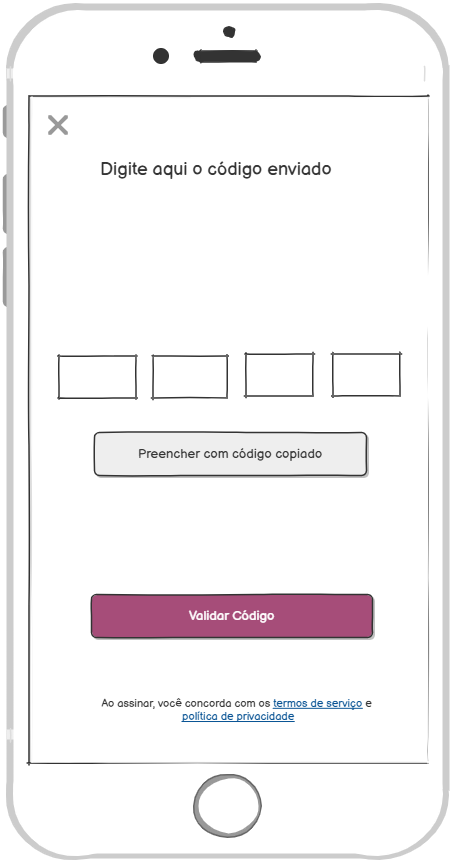 Digite aqui o código enviado
Preencher com código copiado
Validar Código
Ao assinar, você concorda com os termos de serviço e
política de privacidade